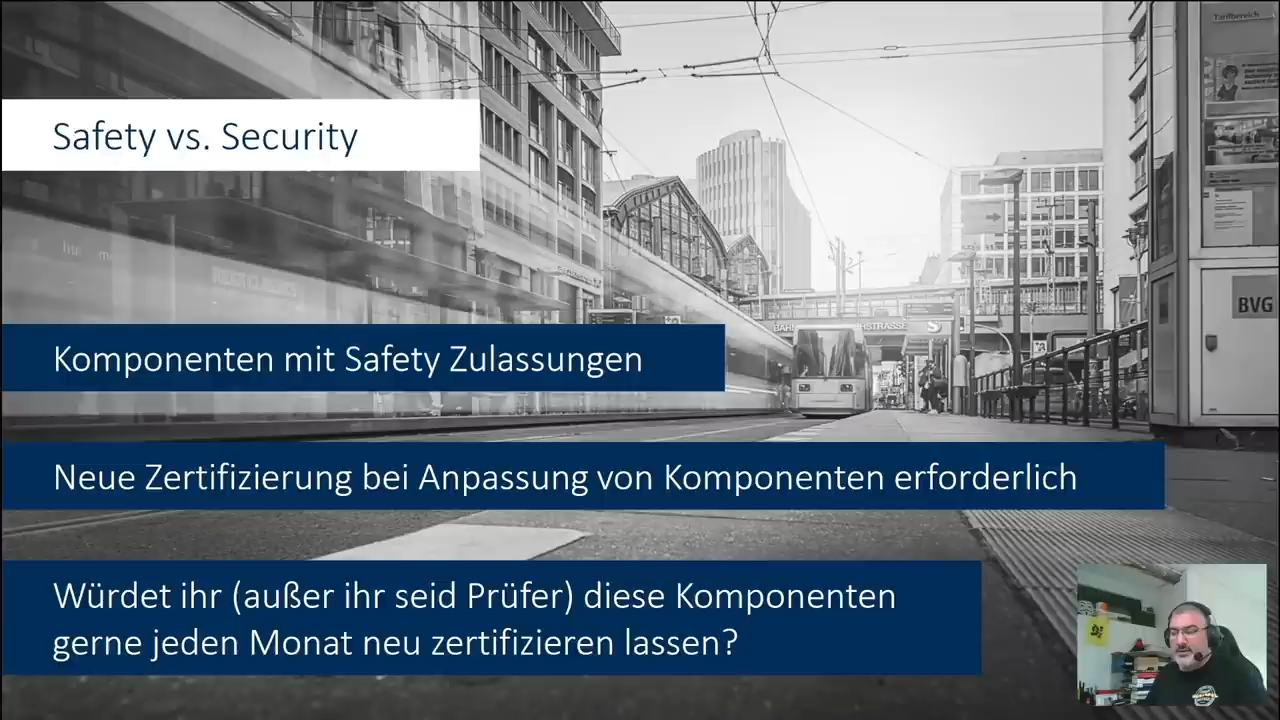 Tarifbereich
Safety vs. Security
BVG
Komponenten mit Safety Zulassungen
Neue Zertifizierung bei Anpassung von Komponenten erforderlich
Würdet ihr (außer ihr seid Prüfer) diese Komponenten
gerne jeden Monat neu zertifizieren lassen?